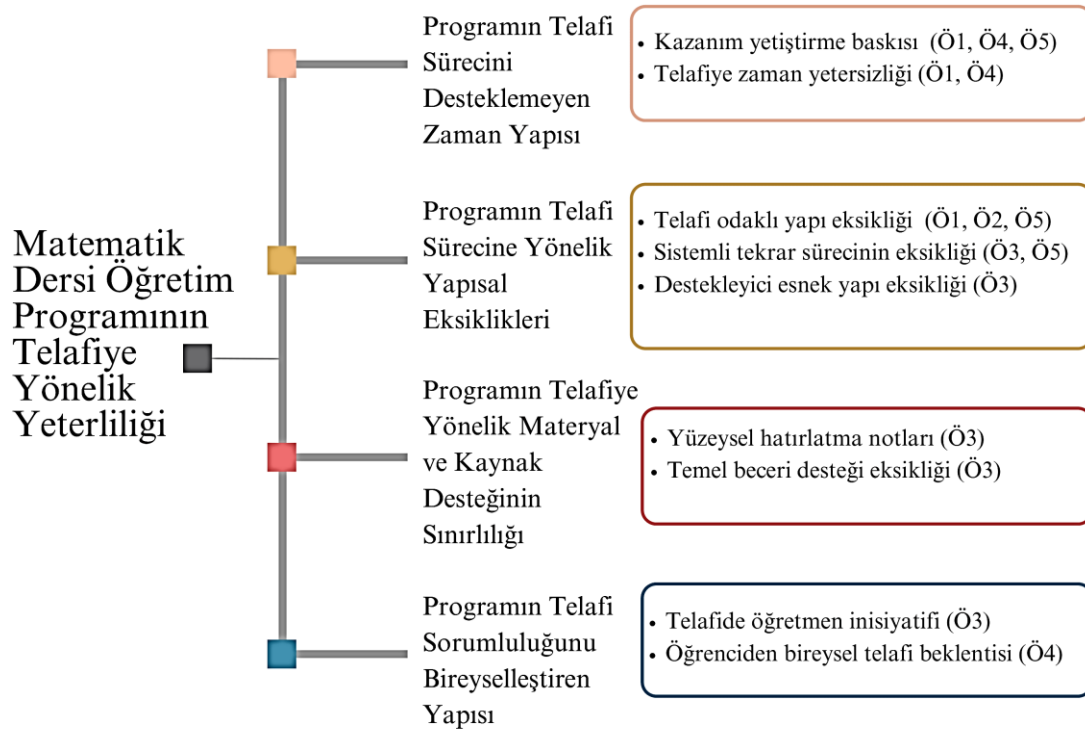 Matematik
Dersi Öğretim
Programının
Telafiye
Yönelik
Yeterliliği
Programın Telafi
Sürecini
Desteklemeyen
Zaman Yapısı
• Kazanım yetiştirme baskısı (Ö1, Ö4, Ö5)
• Telafiye zaman yetersizliği (Ö1, Ö4)
Programın Telafi
Sürecine Yönelik
Yapısal
Eksiklikleri
• Telafi odaklı yapı eksikliği (Ö1, Ö2, Ö5)
• Sistemli tekrar sürecinin eksikliği (Ö3, Ö5)
• Destekleyici esnek yapı eksikliği (Ö3)
Programın Telafiye
Yönelik Materyal
ve Kaynak
Desteğinin
Sınırlılığı
• Yüzeysel hatırlatma notları (Ö3)
• Temel beceri desteği eksikliği (Ö3)
Programın Telafi
Sorumluluğunu
Bireyselleştiren
Yapısı
• Telafide öğretmen inisiyatifi (Ö3)
• Öğrenciden bireysel telafi beklentisi (Ö4)